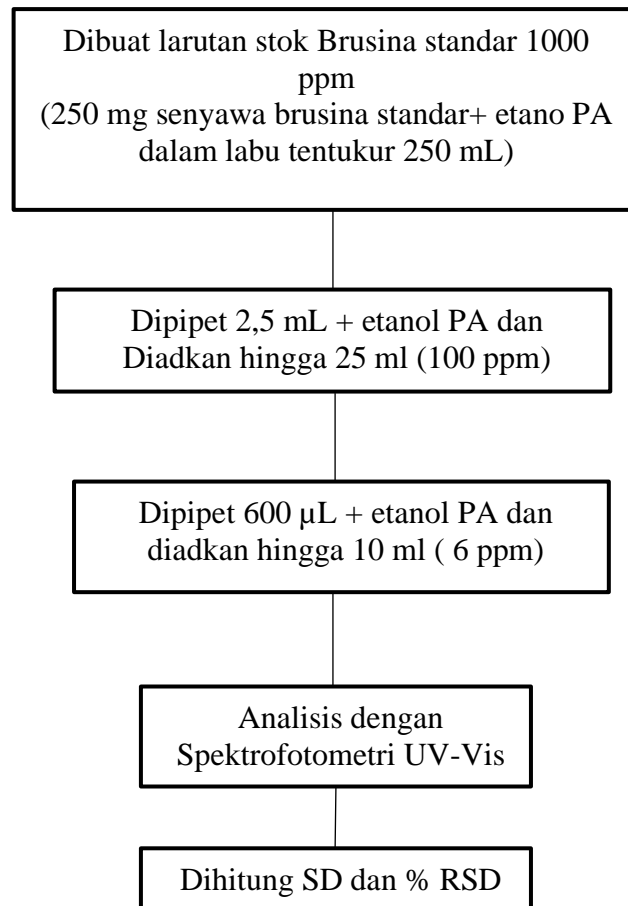 Dibuat larutan stok Brusina standar 1000
ppm
(250 mg senyawa brusina standar+ etano PA
dalam labu tentukur 250 mL)
Dipipet 2,5 mL + etanol PA dan
Diadkan hingga 25 ml (100 ppm)
Dipipet 600 µL + etanol PA dan
diadkan hingga 10 ml ( 6 ppm)
Analisis dengan
Spektrofotometri UV-Vis
Dihitung SD dan % RSD